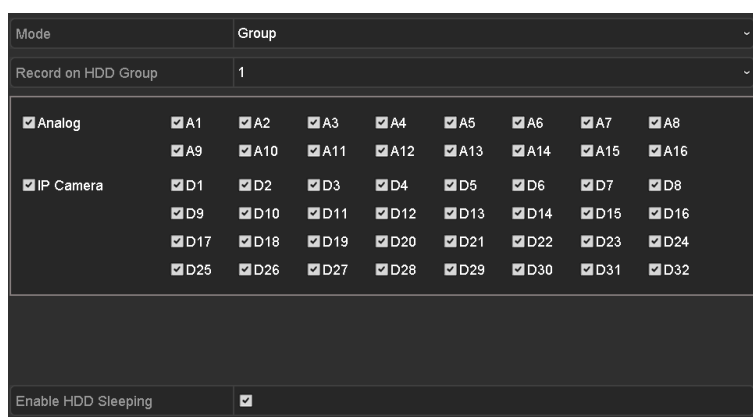 Mode Group
Record on HDD Group 1
Analog A1 A2 A3 A4 A5 A6 A7 A8
A9 A10 A11 A12 A13 A14 A15 A16
IP Camera D1 D2 D3 D4 D5 D6 D7 D8
D9 D10 D11 D12 D13 D14 D15 D16
D17 D18 D19 D20 D21 D22 D23 D24
D25 D26 D27 D28 D29 D30 D31 D32
Enable HDD Sleeping